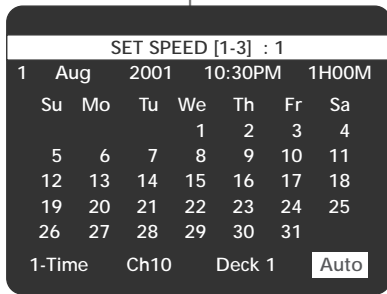 SET SPEED [1-3] : 1
1 Aug 2001 10:30PM 1H00M
Su Mo Tu We Th Fr Sa
1 2 3 4
5 6 7 8 9 10 11
12 13 14 15 16 17 18
19 20 21 22 23 24 25
26 27 28 29 30 31
1-Time Ch10 Deck 1 Auto